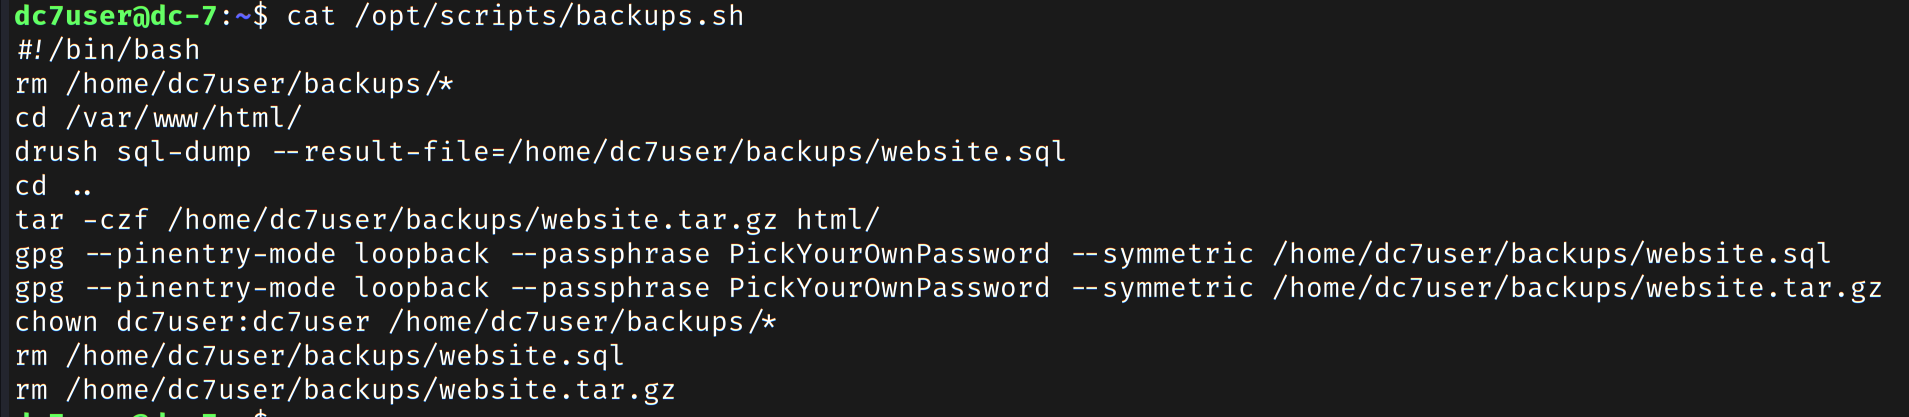 dc7user@dc-7:~$ cat /opt/scripts/backups.sh
#!/bin/bash
rm /home/dc7user/backups/*
cd /var/www/html/
drush sql-dump --result-file=/home/dc7user/backups/website.sql
cd ..
tar -czf /home/dc7user/backups/website.tar.gz html/
gpg --pinentry-mode loopback --passphrase PickYourOwnPassword --symmetric /home/dc7user/backups/website.sql
gpg --pinentry-mode loopback --passphrase PickYourOwnPassword --symmetric /home/dc7user/backups/website.tar.gz
chown dc7user:dc7user /home/dc7user/backups/*
rm /home/dc7user/backups/website.sql
rm /home/dc7user/backups/website.tar.gz